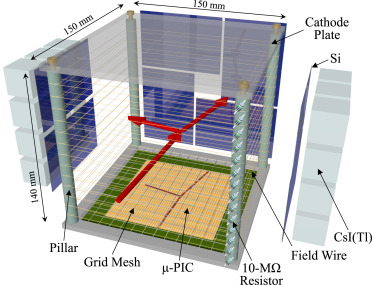 150 mm
150 mm
Cathode
Plate
Si
140 mm
CsI(Tl)
Pillar
Grid Mesh
μ-PIC
10-MΩ
Resistor
Field Wire